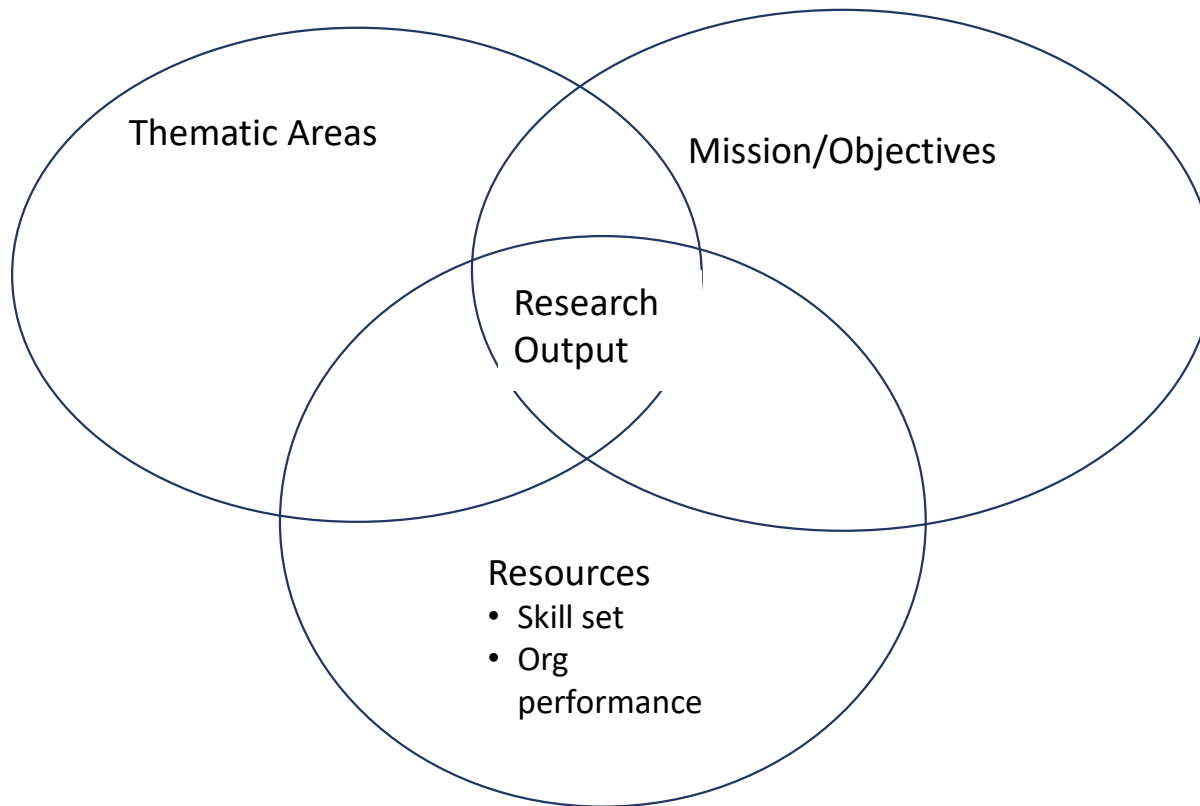 Thematic Areas
Mission/Objectives
Research
Output
Resources
• Skill set
• Org
performance